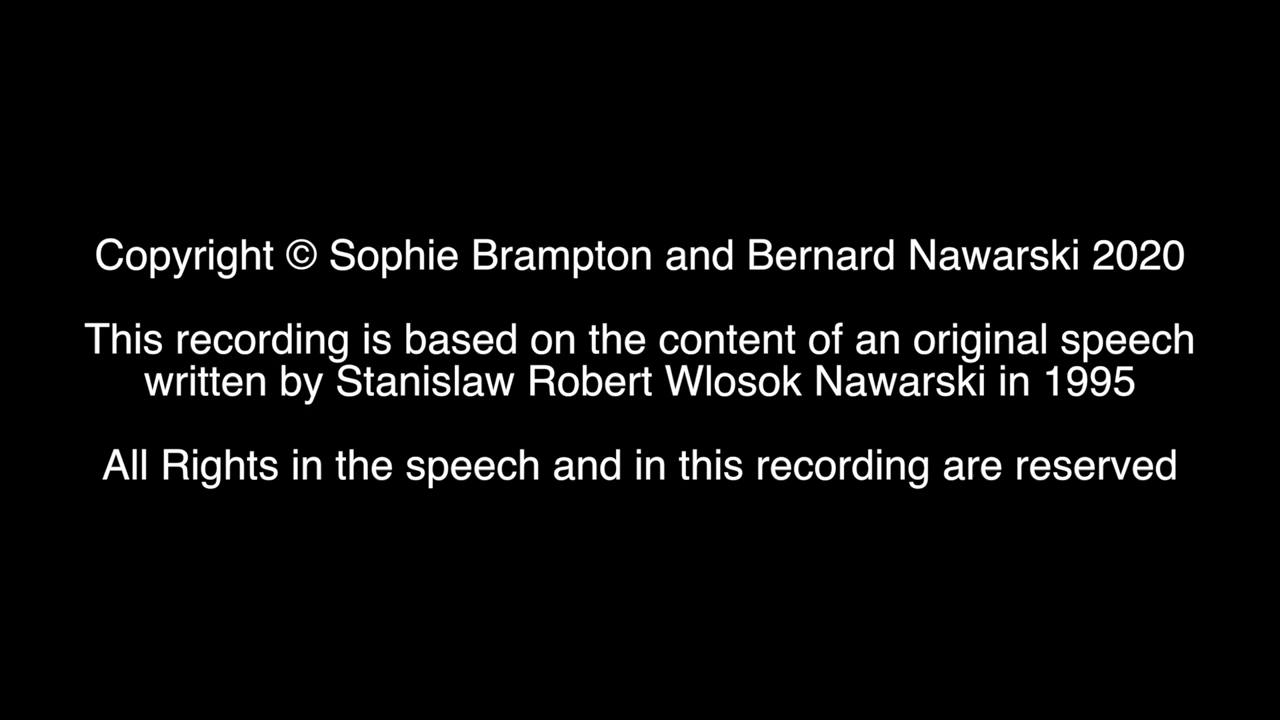 Copyright © Sophie Brampton and Bernard Nawarski 2020
This recording is based on the content of an original speech
written by Stanislaw Robert Wlosok Nawarski in 1995
All Rights in the speech and in this recording are reserved